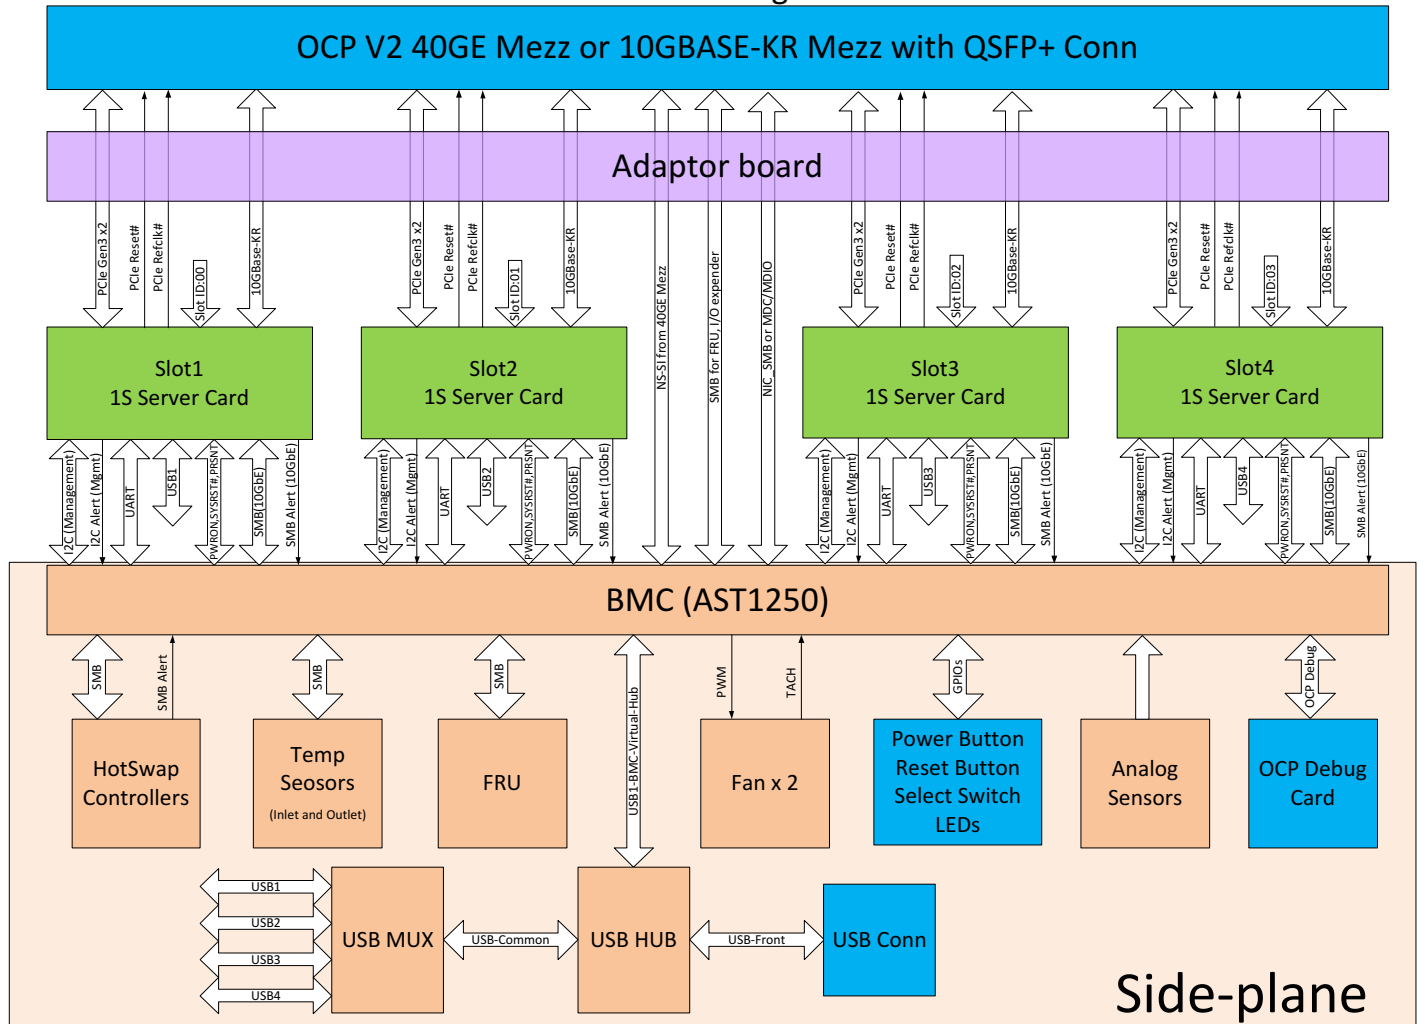 OCP V2 40GE Mezz or 10GBASE-KR Mezz with QSFP+ Conn
Adaptor board
PCIe Gen3 x2
PCIe Reset#
PCIe Refclk#
Slot ID:00
10GBase-KR
PCIe Gen3 x2
PCIe Reset#
PCIe Refclk#
Slot ID:01
10GBase-KR
NS-SI from 40GE Mezz
SMB for FRU, I/O expender
NIC_SMB or MDC/MDIO
PCIe Gen3 x2
PCIe Reset#
PCIe Refclk#
Slot ID:02
10GBase-KR
PCIe Gen3 x2
PCIe Reset#
PCIe Refclk#
Slot ID:03
10GBase-KR
Slot1
1S Server Card
Slot2
1S Server Card
Slot3
1S Server Card
Slot4
1S Server Card
I2C (Management)
I2C Alert (Mgmt)
UART
USB1
PWRON,SYSRST#,PRSNT
SMB(10GbE)
SMB Alert (10GbE)
I2C (Management)
I2C Alert (Mgmt)
UART
USB2
PWRON,SYSRST#,PRSNT
SMB(10GbE)
SMB Alert (10GbE)
I2C (Management)
I2C Alert (Mgmt)
UART
USB3
PWRON,SYSRST#,PRSNT
SMB(10GbE)
SMB Alert (10GbE)
I2C (Management)
I2C Alert (Mgmt)
UART
USB4
PWRON,SYSRST#,PRSNT
SMB(10GbE)
SMB Alert (10GbE)
BMC (AST1250)
SMB
SMB Alert
SMB
SMB
USB1-BMC-Virtual-Hub
PWM
TACH
GPIOs
OCP Debug
HotSwap
Controllers
Temp
Seosors
(Inlet and Outlet)
FRU
Fan x 2
Power Button
Reset Button
Select Switch
LEDs
Analog
Sensors
OCP Debug
Card
USB1
USB2
USB3
USB4
USB MUX
USB-Common
USB HUB
USB-Front
USB Conn
Side-plane